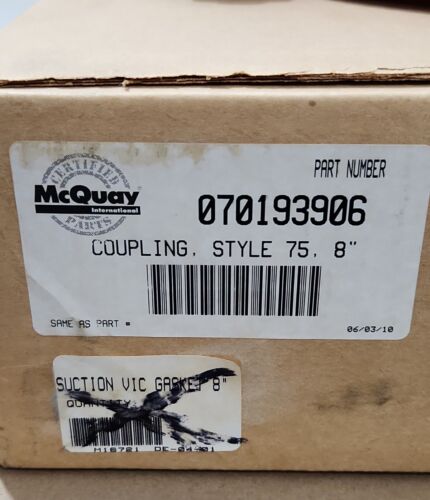 CERTIFIED
McQuay
International
PARTS
PART NUMBER
070193906
COUPLING, STYLE 75, 8"
SAME AS PART #
06/03/10
SUCTION VIC GASKET 8"
QUANTITY